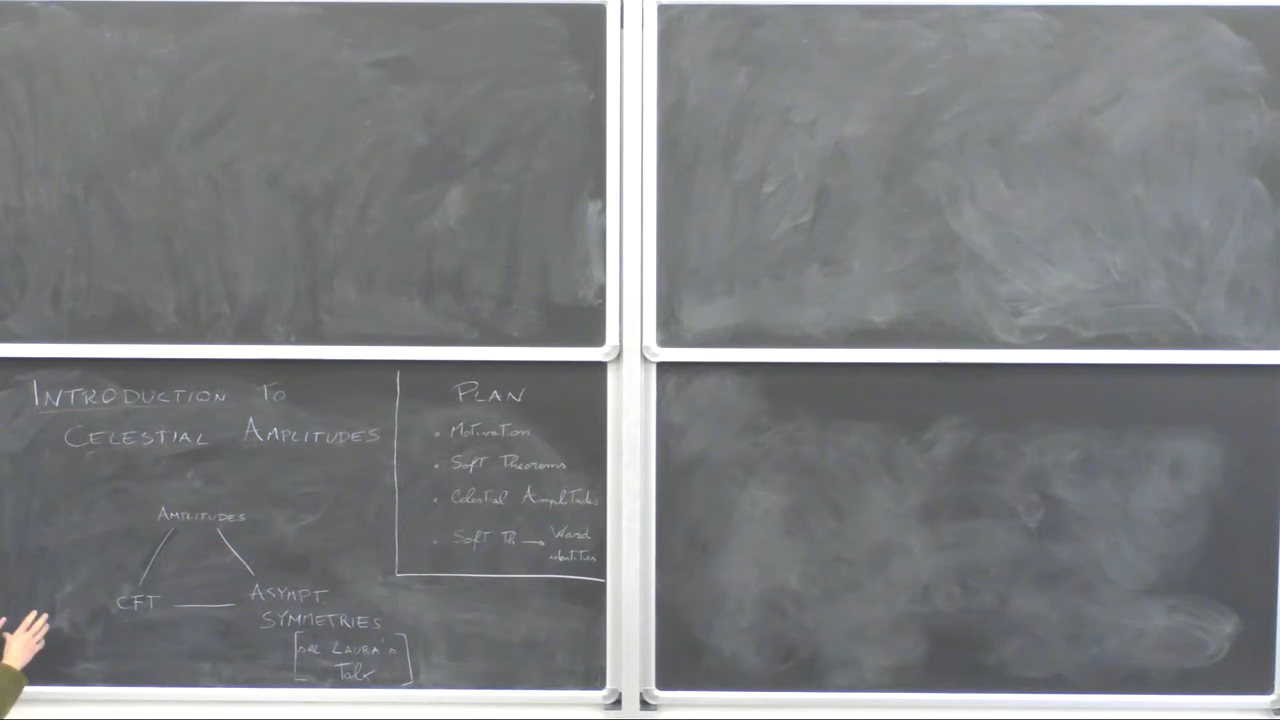 INTRODUCTION TO
CELESTIAL AMPLITUDES
AMPLITUDES
CFT
ASYMPT
SYMMETRIES
[see LAURA's
Talk]
PLAN
• Motivation
• Soft Theorems
• Celestial Amplitudes
• Soft Th → Ward
identities